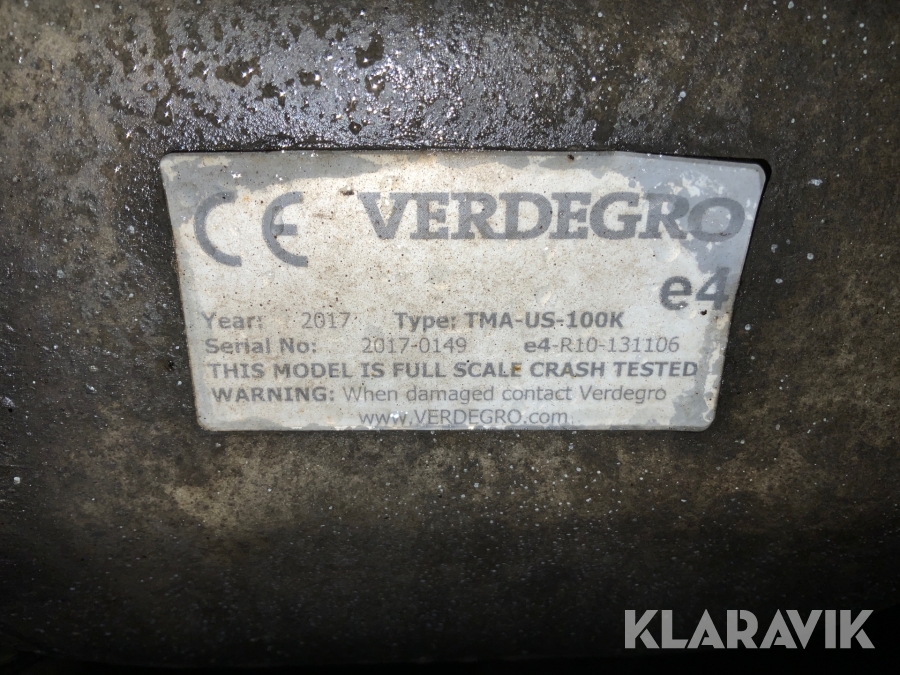 CE VERDEGRO
e4
Year: 2017 Type: TMA-US-100K
Serial No: 2017-0149 e4-R10-131106
THIS MODEL IS FULL SCALE CRASH TESTED
WARNING: When damaged contact Verdegro
www.VERDEGRO.com
KLARAVIK